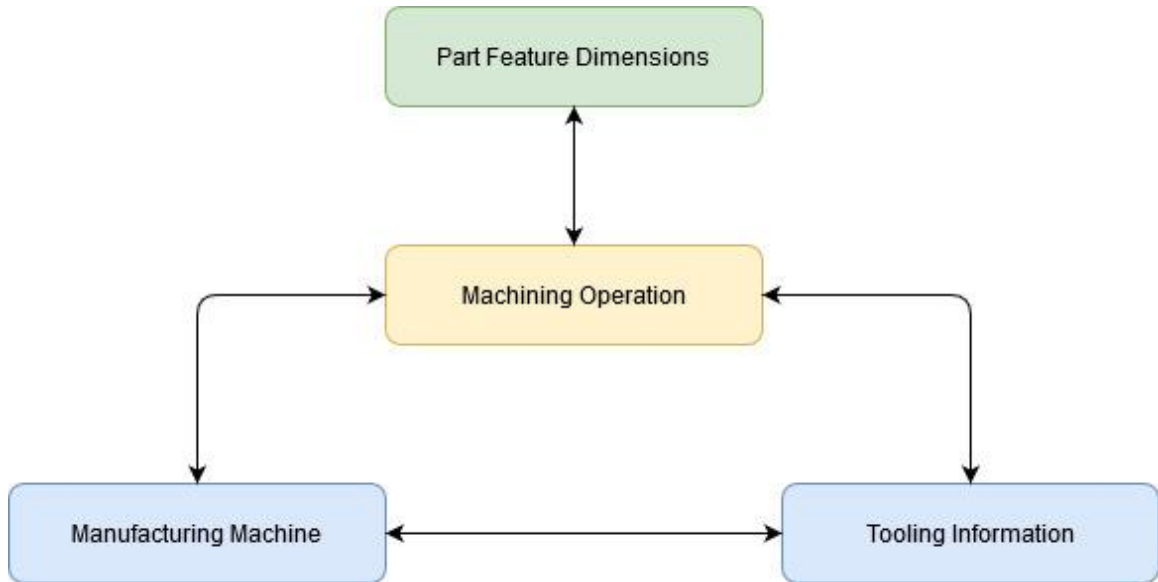 Part Feature Dimensions
Machining Operation
Manufacturing Machine
Tooling Information